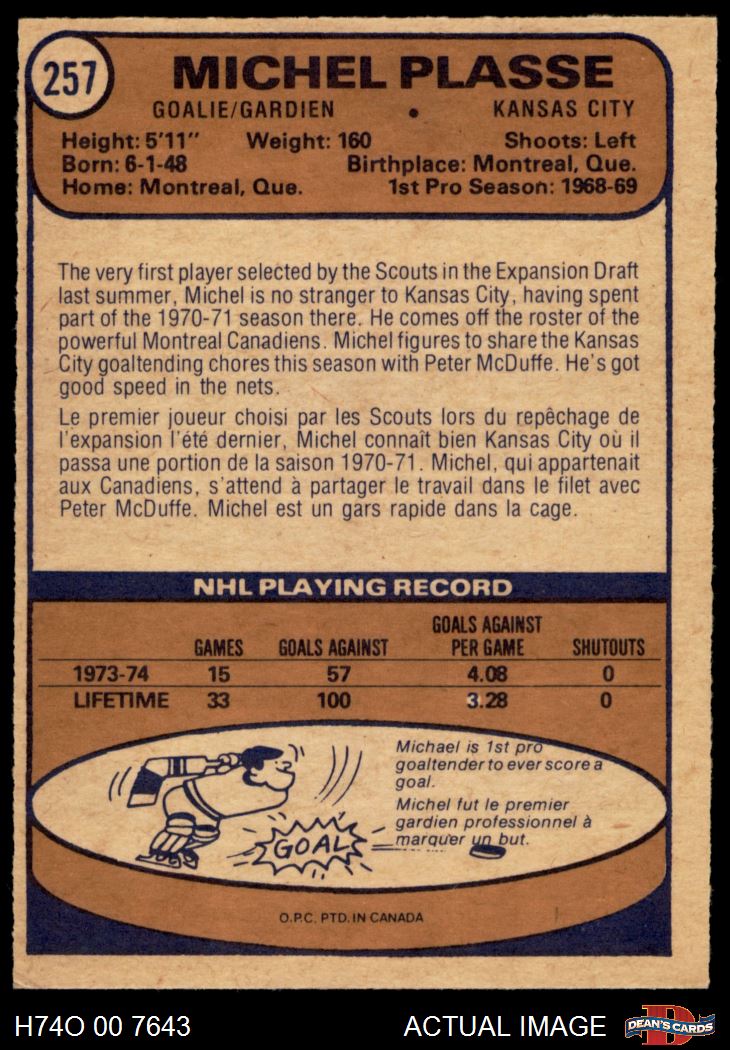 257
MICHEL PLASSE
GOALIE/GARDIEN • KANSAS CITY
Height: 5'11" Weight: 160 Shoots: Left
Born: 6-1-48 Birthplace: Montreal, Que.
Home: Montreal, Que. 1st Pro Season: 1968-69
The very first player selected by the Scouts in the Expansion Draft
last summer, Michel is no stranger to Kansas City, having spent
part of the 1970-71 season there. He comes off the roster of the
powerful Montreal Canadiens. Michel figures to share the Kansas
City goaltending chores this season with Peter McDuffe. He's got
good speed in the nets.
Le premier joueur choisi par les Scouts lors du repêchage de
l'expansion l'été dernier, Michel connaît bien Kansas City où il
passa une portion de la saison 1970-71. Michel, qui appartenait
aux Canadiens, s'attend à partager le travail dans le filet avec
Peter McDuffe. Michel est un gars rapide dans la cage.
NHL PLAYING RECORD
GAMES GOALS AGAINST GOALS AGAINST PER GAME SHUTOUTS
1973-74 15 57 4.08 0
LIFETIME 33 100 3.28 0
Michael is 1st pro
goaltender to ever score a
goal.
Michel fut le premier
gardien professionnel à
marquer un but.
GOAL
O.P.C. PTD. IN CANADA
H74O 00 7643 ACTUAL IMAGE
D
DEAN'S CARDS